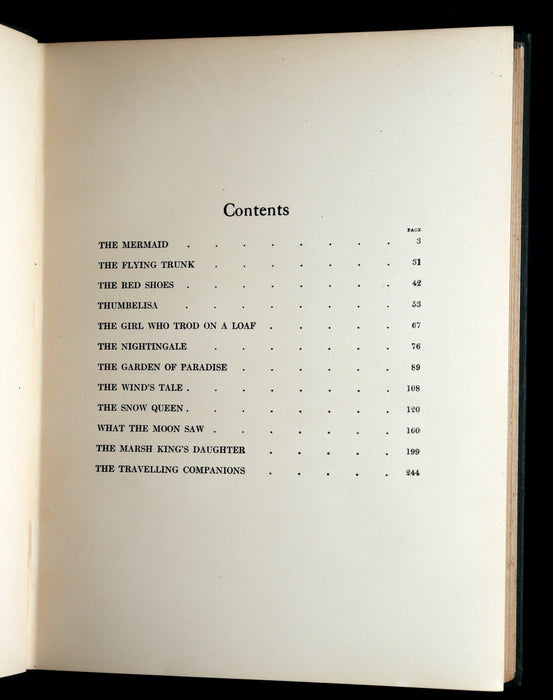 Contents
PAGE
THE MERMAID . . . . . . . . 3
THE FLYING TRUNK . . . . . . . 31
THE RED SHOES . . . . . . . . 42
THUMBELISA . . . . . . . . 53
THE GIRL WHO TROD ON A LOAF . . . . . 67
THE NIGHTINGALE . . . . . . . 76
THE GARDEN OF PARADISE . . . . . . 89
THE WIND'S TALE . . . . . . . . 108
THE SNOW QUEEN . . . . . . . . 120
WHAT THE MOON SAW . . . . . . . 160
THE MARSH KING'S DAUGHTER . . . . . 199
THE TRAVELLING COMPANIONS . . . . . 244